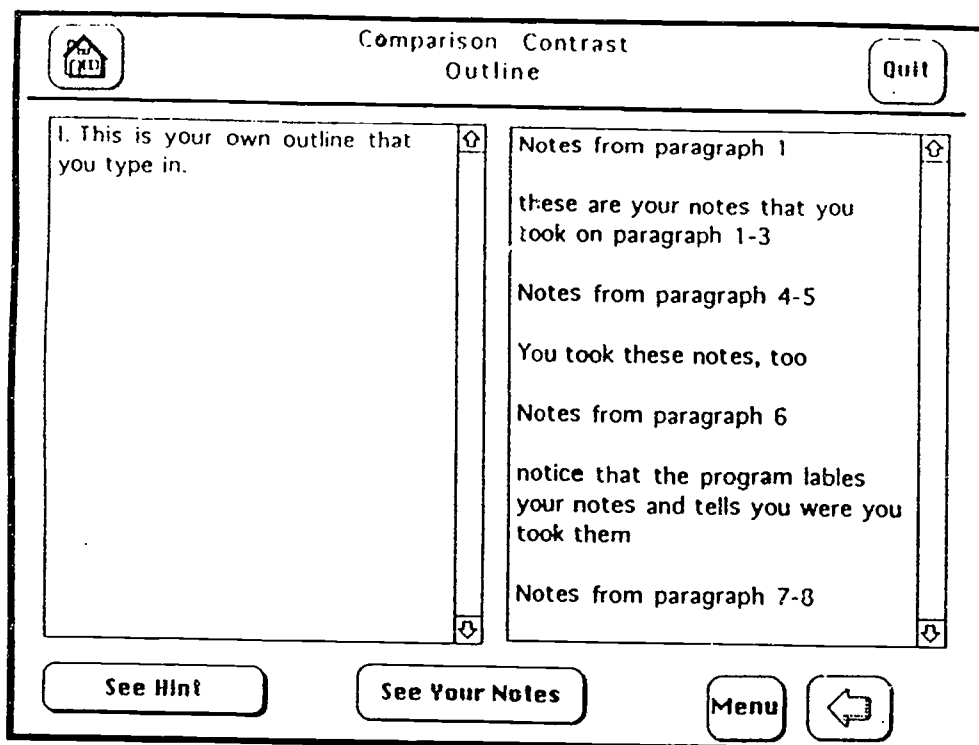 Comparison Contrast
Outline
Quit
I. This is your own outline that
you type in.
Notes from paragraph 1
these are your notes that you
took on paragraph 1-3
Notes from paragraph 4-5
You took these notes, too
Notes from paragraph 6
notice that the program lables
your notes and tells you were you
took them
Notes from paragraph 7-8
See Hint
See Your Notes
Menu